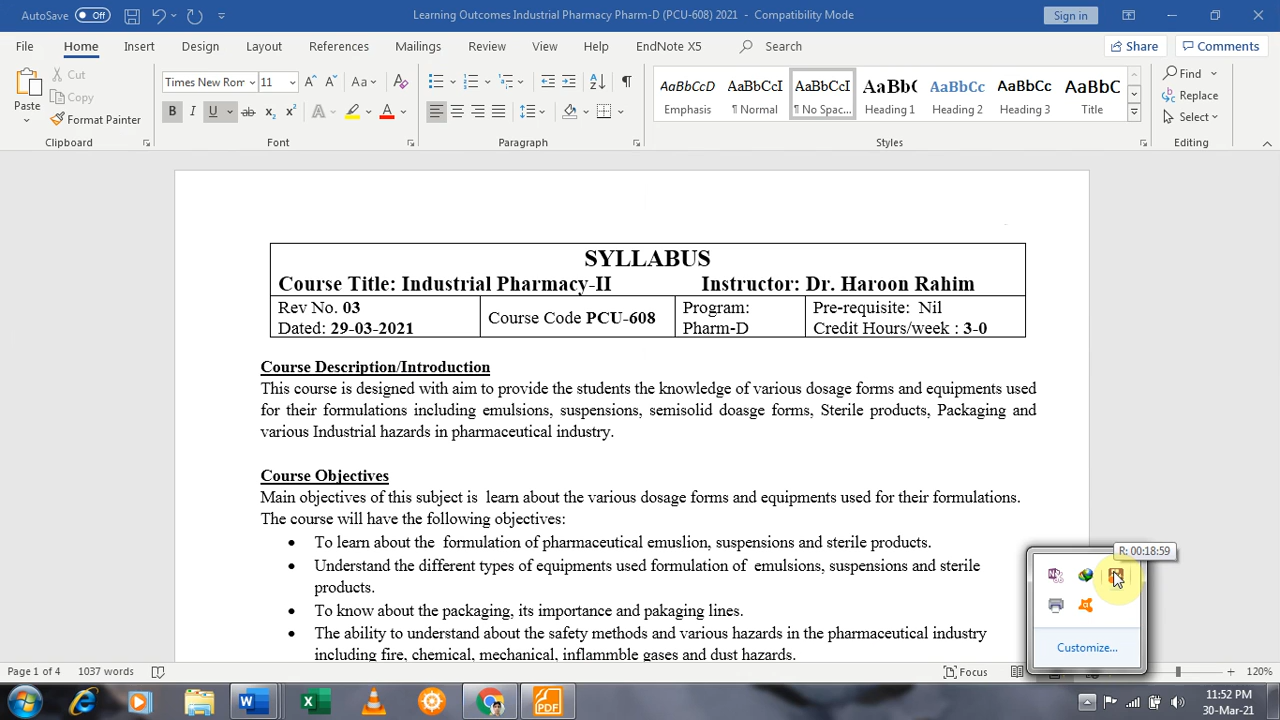 AutoSave Off Learning Outcomes Industrial Pharmacy Pharm-D (PCU-608) 2021 - Compatibility Mode Sign in
File Home Insert Design Layout References Mailings Review View Help EndNote X5 Search Share Comments
Paste Cut Copy Format Painter
Times New Rom 11 Aa
B I U ab x₂ x² A A
AaBbCcD AaBbCcI AaBbCcI AaBbC AaBbCc AaBbCc AaBbC
Emphasis ¶ Normal ¶ No Spac... Heading 1 Heading 2 Heading 3 Title
Find Replace Select
Clipboard Font Paragraph Styles Editing
SYLLABUS
Course Title: Industrial Pharmacy-II Instructor: Dr. Haroon Rahim
Rev No. 03
Dated: 29-03-2021
Course Code PCU-608
Program:
Pharm-D
Pre-requisite: Nil
Credit Hours/week : 3-0
Course Description/Introduction
This course is designed with aim to provide the students the knowledge of various dosage forms and equipments used
for their formulations including emulsions, suspensions, semisolid doasge forms, Sterile products, Packaging and
various Industrial hazards in pharmaceutical industry.
Course Objectives
Main objectives of this subject is learn about the various dosage forms and equipments used for their formulations.
The course will have the following objectives:
• To learn about the formulation of pharmaceutical emuslion, suspensions and sterile products.
• Understand the different types of equipments used formulation of emulsions, suspensions and sterile
products.
• To know about the packaging, its importance and pakaging lines.
• The ability to understand about the safety methods and various hazards in the pharmaceutical industry
including fire, chemical, mechanical, inflammble gases and dust hazards.
R: 00:18:59
Customize...
Page 1 of 4 1037 words Focus 120%
PDF
11:52 PM
30-Mar-21